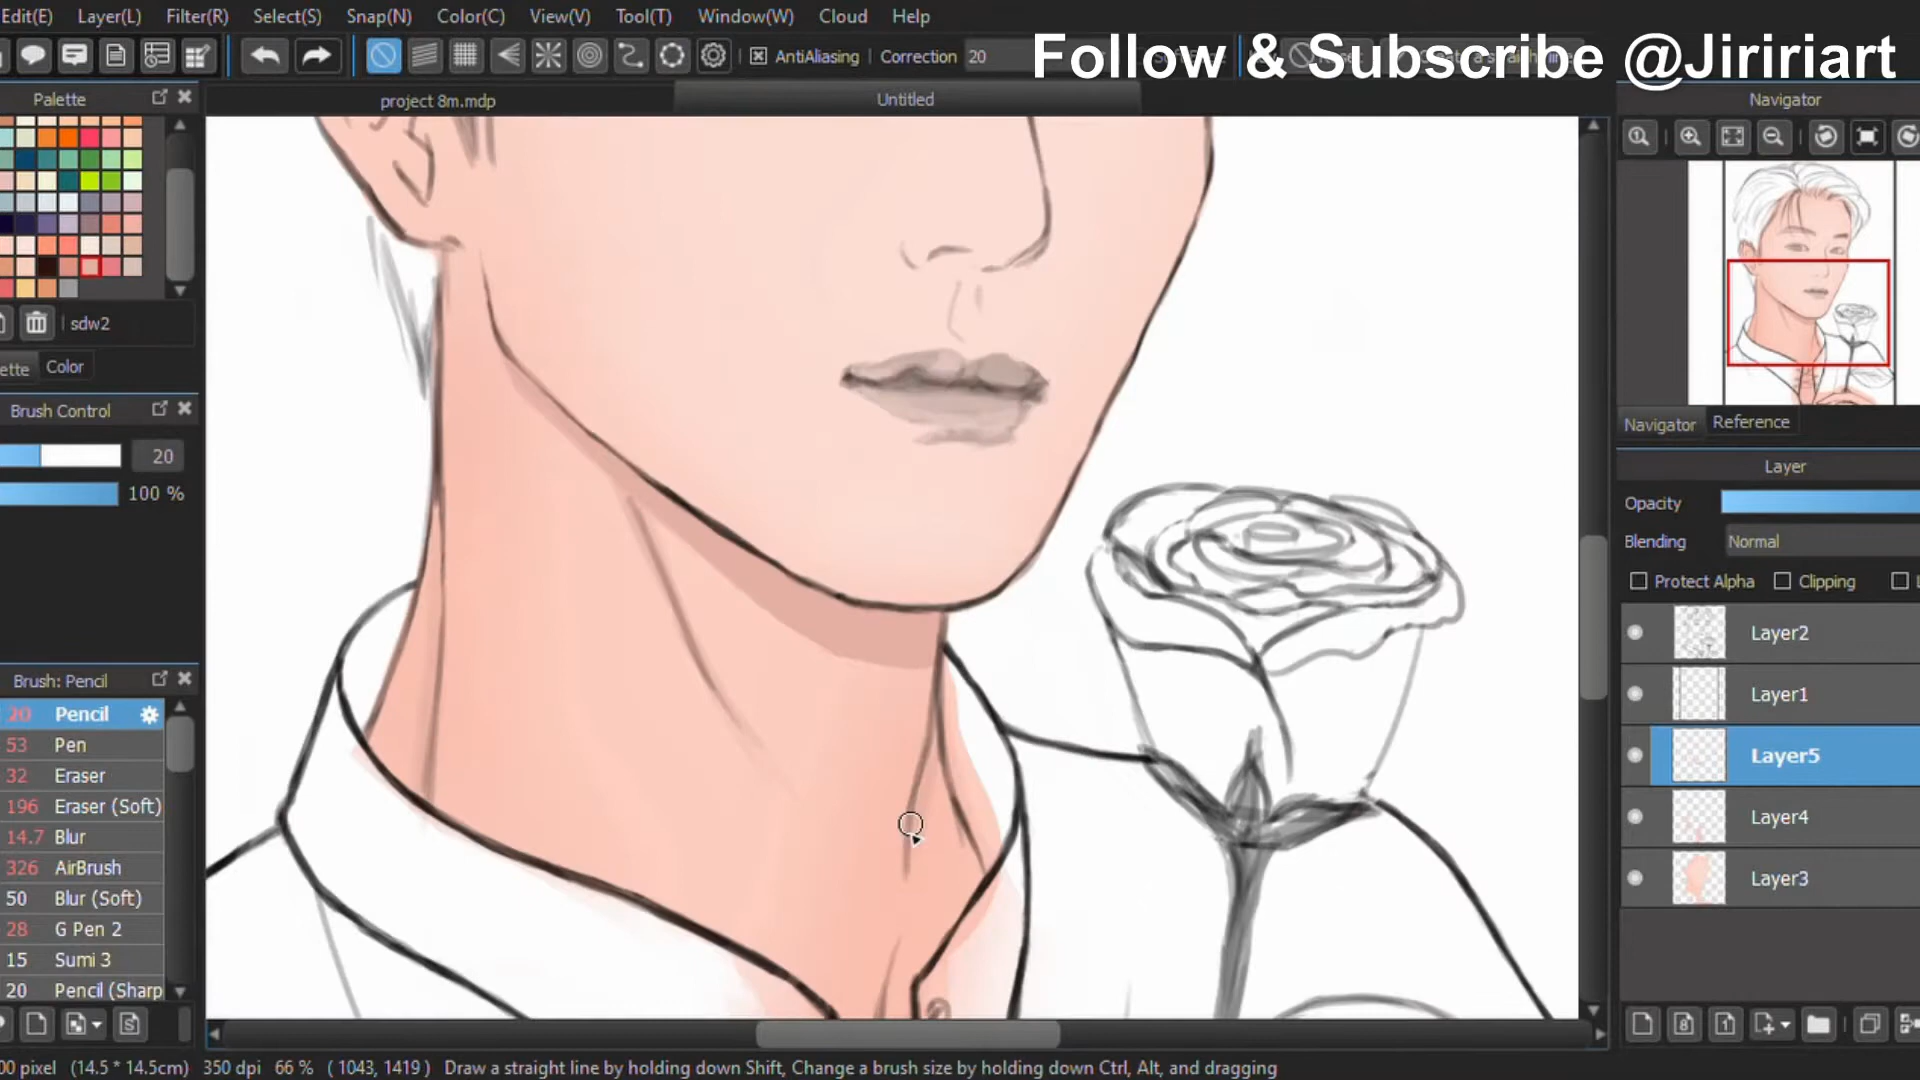 Edit(E) Layer(L) Filter(R) Select(S) Snap(N) Color(C) View(V) Tool(T) Window(W) Cloud Help
AntiAliasing Correction 20
Follow & Subscribe @Jiririart
Palette
project 8m.mdp
Untitled
Navigator
sdw2
ette Color
Brush Control
20
100 %
Navigator Reference
Layer
Opacity
Blending Normal
Protect Alpha Clipping L
Layer2
Layer1
Layer5
Layer4
Layer3
Brush: Pencil
20 Pencil
53 Pen
32 Eraser
196 Eraser (Soft)
14.7 Blur
326 AirBrush
50 Blur (Soft)
28 G Pen 2
15 Sumi 3
20 Pencil (Sharp
00 pixel (14.5 * 14.5cm) 350 dpi 66 % ( 1043, 1419 ) Draw a straight line by holding down Shift, Change a brush size by holding down Ctrl, Alt, and dragging